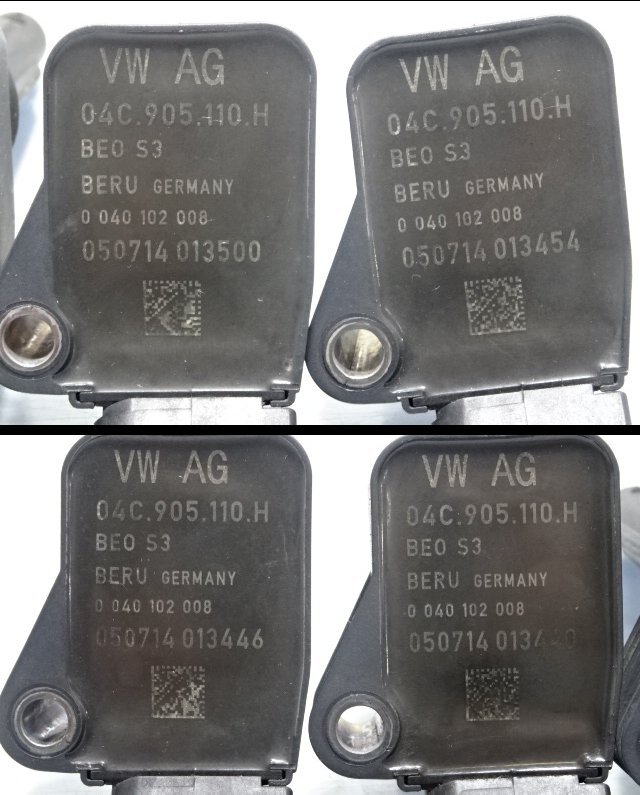 VW AG
04C.905.110.H
BEO S3
BERU GERMANY
0 040 102 008
050714 013500
VW AG
04C.905.110.H
BEO S3
BERU GERMANY
0 040 102 008
050714 013454
VW AG
04C.905.110.H
BEO S3
BERU GERMANY
0 040 102 008
050714 013446
VW AG
04C.905.110.H
BEO S3
BERU GERMANY
0 040 102 008
050714